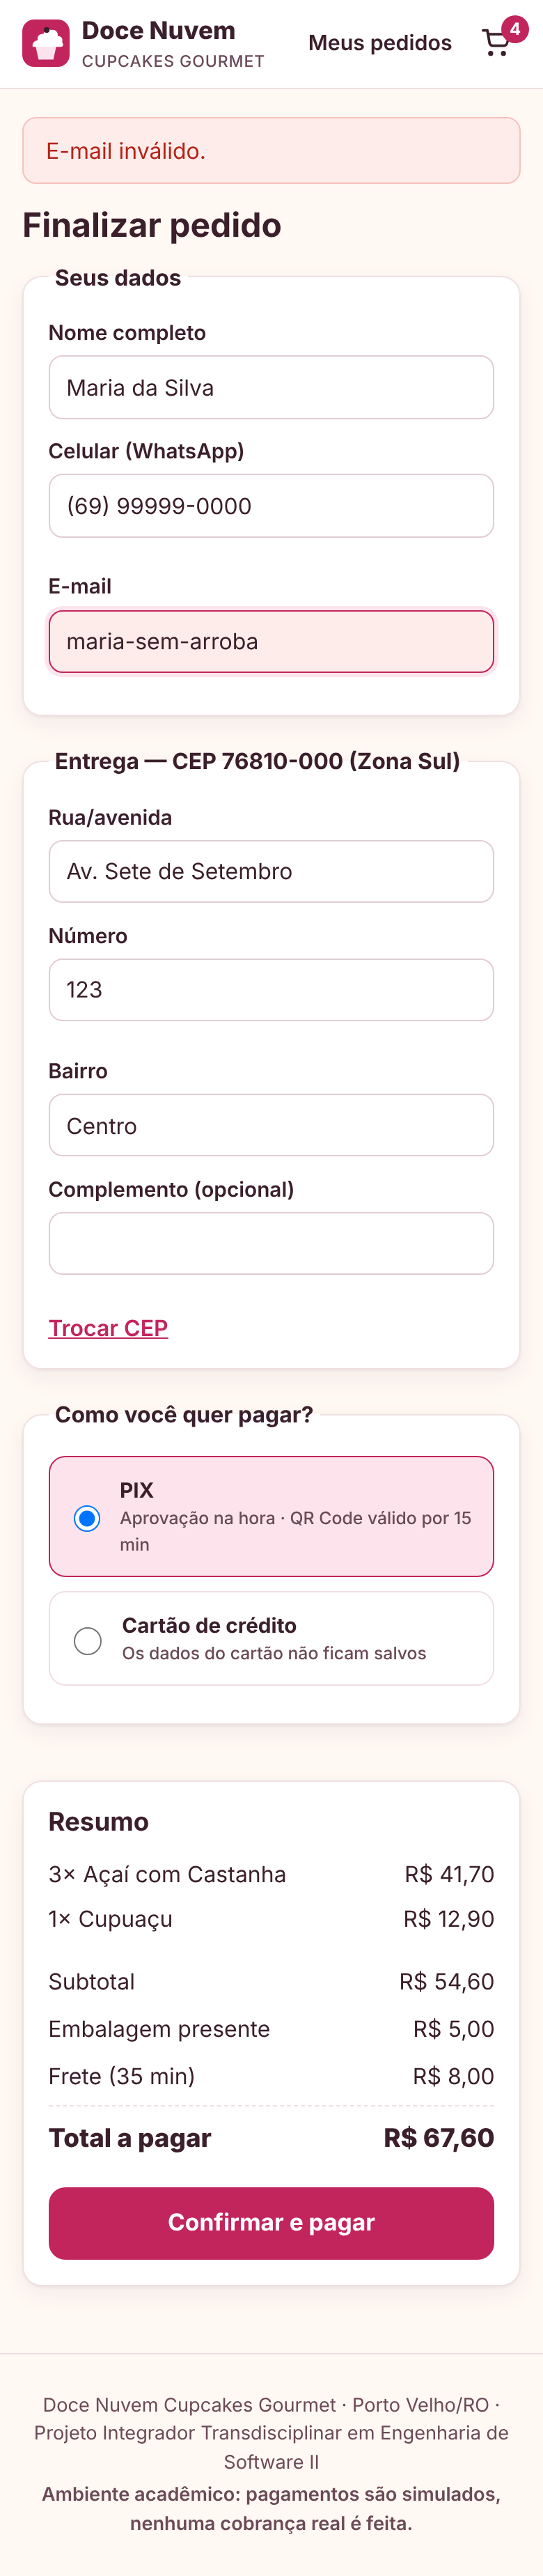 Doce Nuvem
CUPCAKES GOURMET
Meus pedidos
4
E-mail inválido.
Finalizar pedido
Seus dados
Nome completo
Maria da Silva
Celular (WhatsApp)
(69) 99999-0000
E-mail
maria-sem-arroba
Entrega — CEP 76810-000 (Zona Sul)
Rua/avenida
Av. Sete de Setembro
Número
123
Bairro
Centro
Complemento (opcional)
Trocar CEP
Como você quer pagar?
PIX
Aprovação na hora · QR Code válido por 15
min
Cartão de crédito
Os dados do cartão não ficam salvos
Resumo
3× Açaí com Castanha R$ 41,70
1× Cupuaçu R$ 12,90
Subtotal R$ 54,60
Embalagem presente R$ 5,00
Frete (35 min) R$ 8,00
Total a pagar R$ 67,60
Confirmar e pagar
Doce Nuvem Cupcakes Gourmet · Porto Velho/RO ·
Projeto Integrador Transdisciplinar em Engenharia de
Software II
Ambiente acadêmico: pagamentos são simulados,
nenhuma cobrança real é feita.